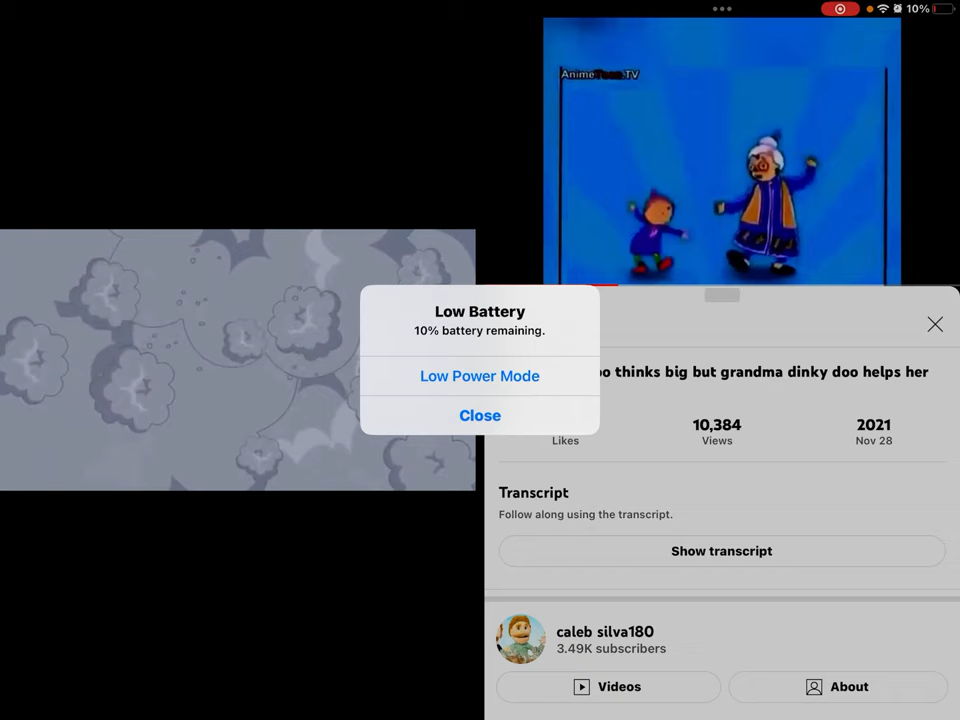 10%
AnimeToon.TV
Low Battery
10% battery remaining.
Low Power Mode
Close
oo thinks big but grandma dinky doo helps her
10,384
2021
Likes
Views
Nov 28
Transcript
Follow along using the transcript.
Show transcript
caleb silva180
3.49K subscribers
Videos
About